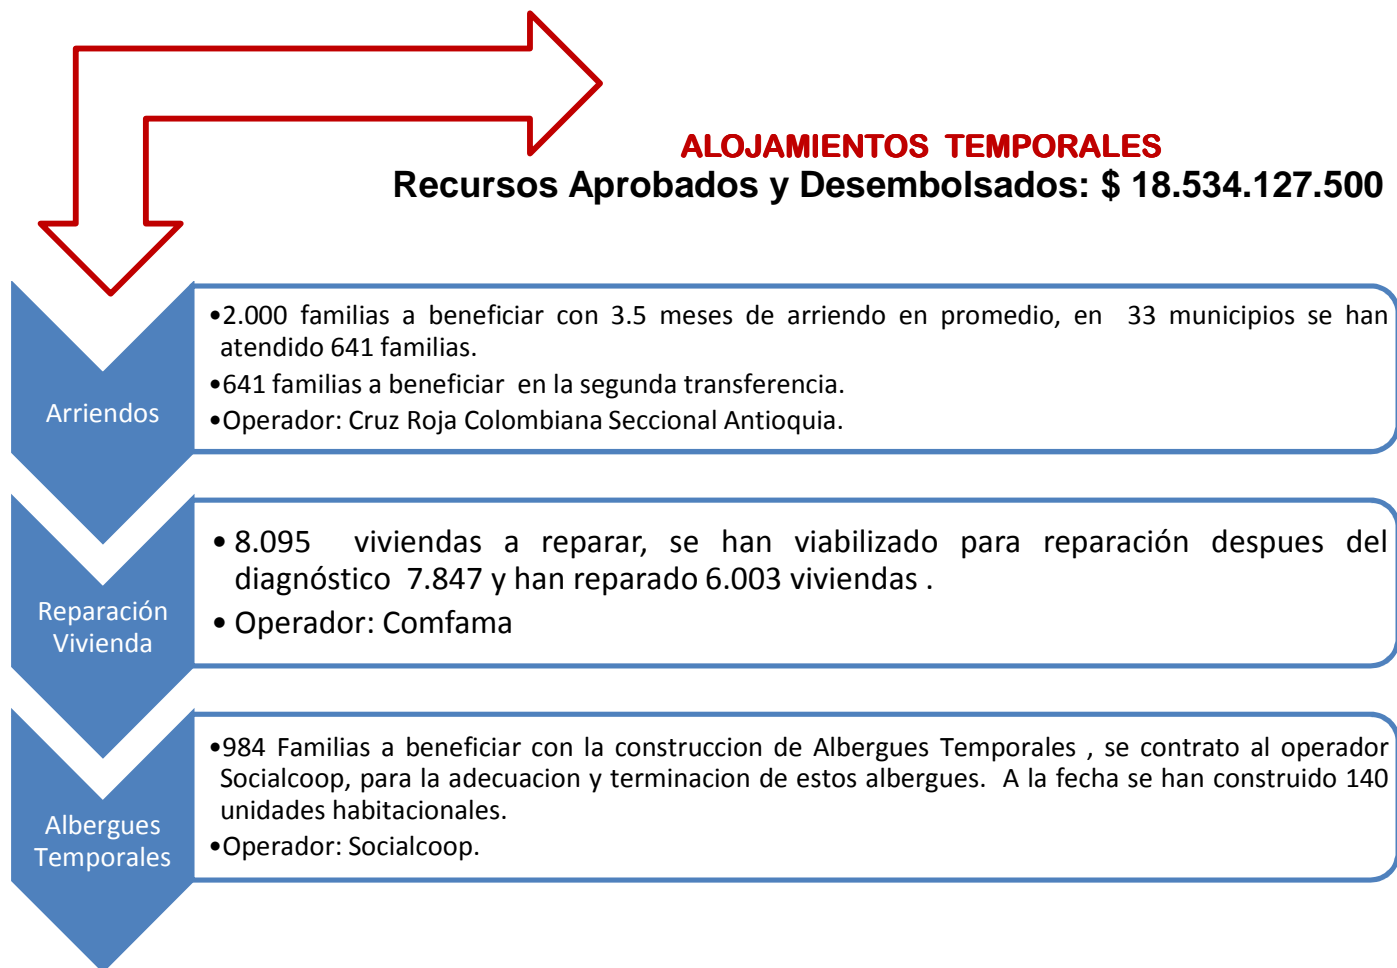 ALOJAMIENTOS TEMPORALES
Recursos Aprobados y Desembolsados: $ 18.534.127.500
Arriendos
•2.000 familias a beneficiar con 3.5 meses de arriendo en promedio, en 33 municipios se han
atendido 641 familias.
•641 familias a beneficiar en la segunda transferencia.
•Operador: Cruz Roja Colombiana Seccional Antioquia.
Reparación
Vivienda
• 8.095 viviendas a reparar, se han viabilizado para reparación despues del
diagnóstico 7.847 y han reparado 6.003 viviendas .
• Operador: Comfama
Albergues
Temporales
•984 Familias a beneficiar con la construccion de Albergues Temporales , se contrato al operador
Socialcoop, para la adecuacion y terminacion de estos albergues. A la fecha se han construido 140
unidades habitacionales.
•Operador: Socialcoop.